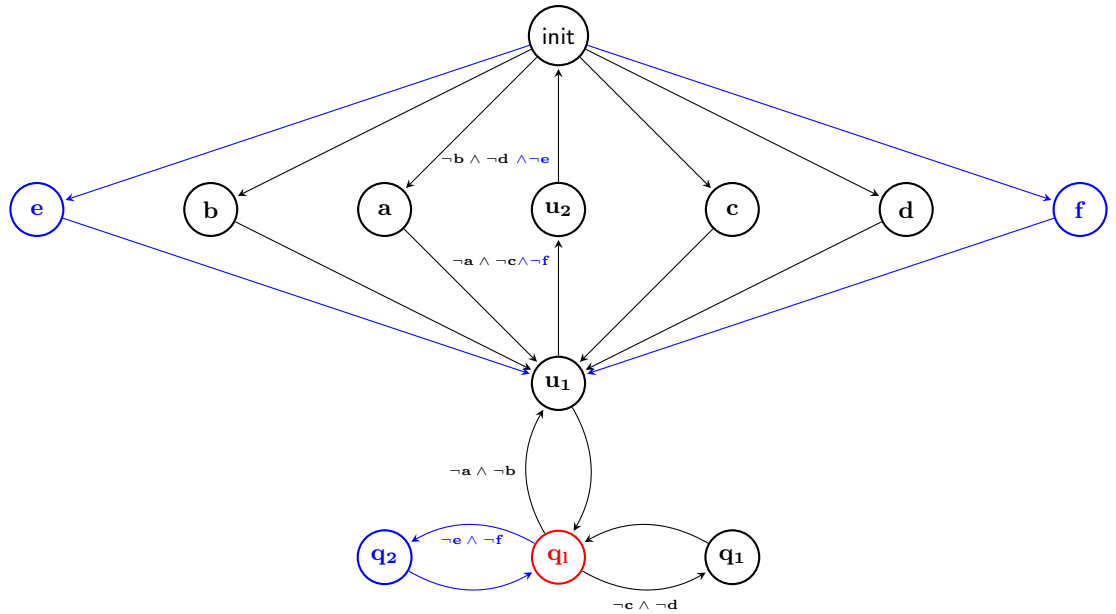 init
¬b ∧ ¬d ∧¬e
e b a u₂ c d f
¬a ∧ ¬c∧¬f
u₁
¬a ∧ ¬b
¬e ∧ ¬f
q₂ qₗ q₁
¬c ∧ ¬d